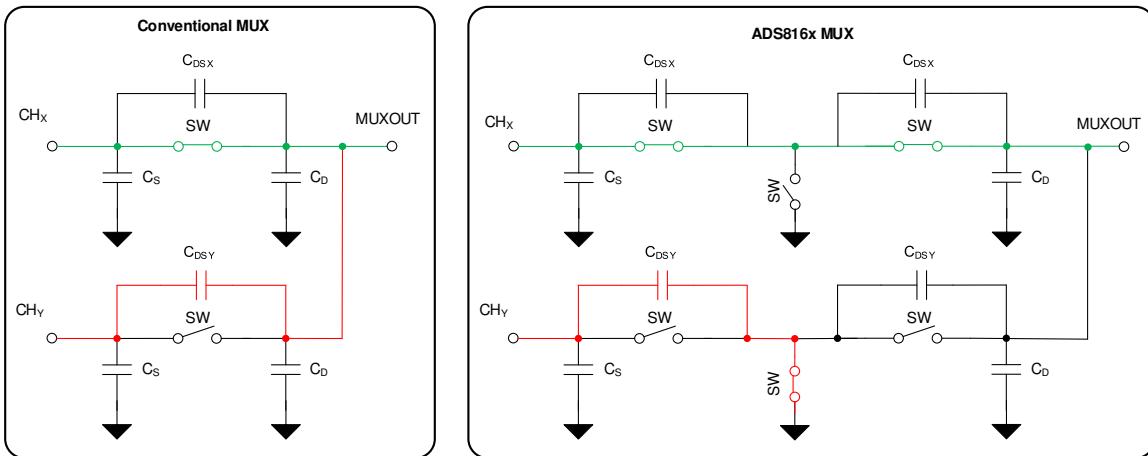 Conventional MUX
CDSX
CHX
SW
MUXOUT
CS
CD
CDSY
CHY
SW
CS
CD
ADS816x MUX
CDSX
CDSX
CHX
SW
SW
MUXOUT
CS
SW
CD
CDSY
CDSY
CHY
SW
SW
CS
SW
CD